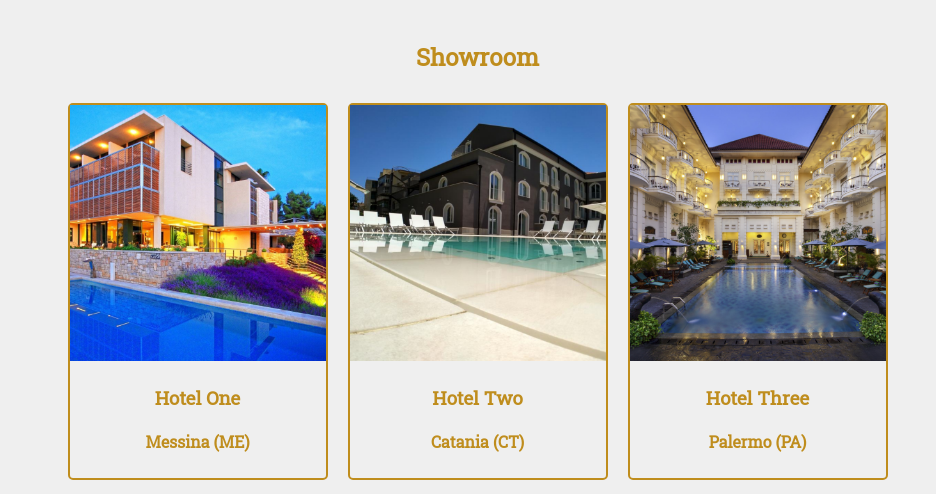 Showroom
Hotel One
Messina (ME)
Hotel Two
Catania (CT)
Hotel Three
Palermo (PA)